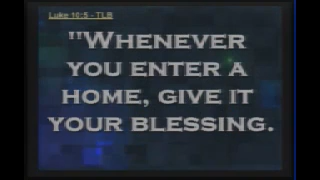 Luke 10:5 - TLB
"WHENEVER
YOU ENTER A
HOME, GIVE IT
YOUR BLESSING.